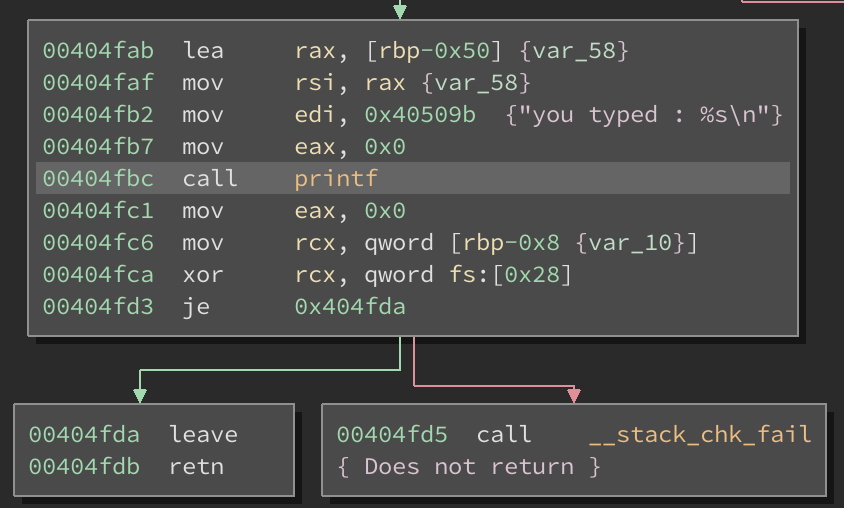 00404fab  lea     rax, [rbp-0x50] {var_58}
00404faf  mov     rsi, rax {var_58}
00404fb2  mov     edi, 0x40509b  {"you typed : %s\n"}
00404fb7  mov     eax, 0x0
00404fbc  call    printf
00404fc1  mov     eax, 0x0
00404fc6  mov     rcx, qword [rbp-0x8 {var_10}]
00404fca  xor     rcx, qword fs:[0x28]
00404fd3  je      0x404fda
00404fda  leave
00404fdb  retn
00404fd5  call    __stack_chk_fail
{ Does not return }